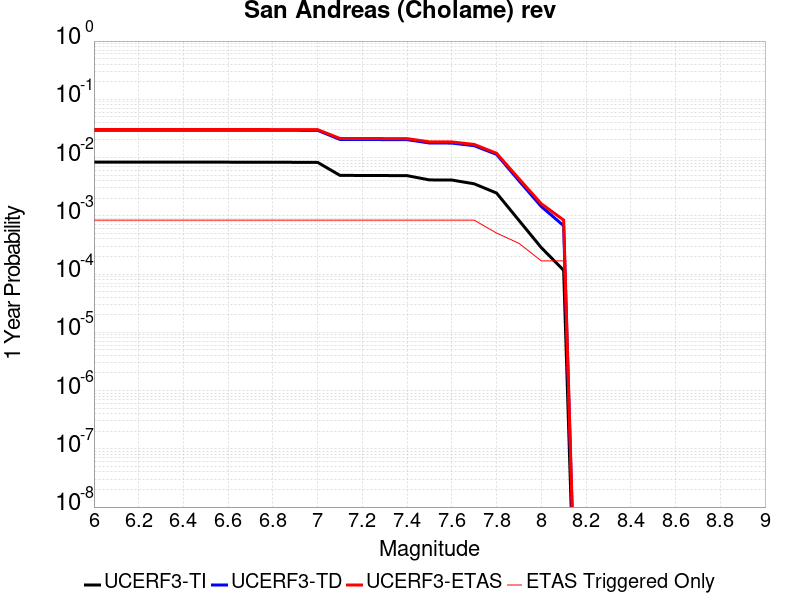 San Andreas (Cholame) rev
10^0
10^-1
10^-2
10^-3
10^-4
10^-5
10^-6
10^-7
10^-8
1 Year Probability
6 6.2 6.4 6.6 6.8 7 7.2 7.4 7.6 7.8 8 8.2 8.4 8.6 8.8 9
Magnitude
UCERF3-TI UCERF3-TD UCERF3-ETAS ETAS Triggered Only